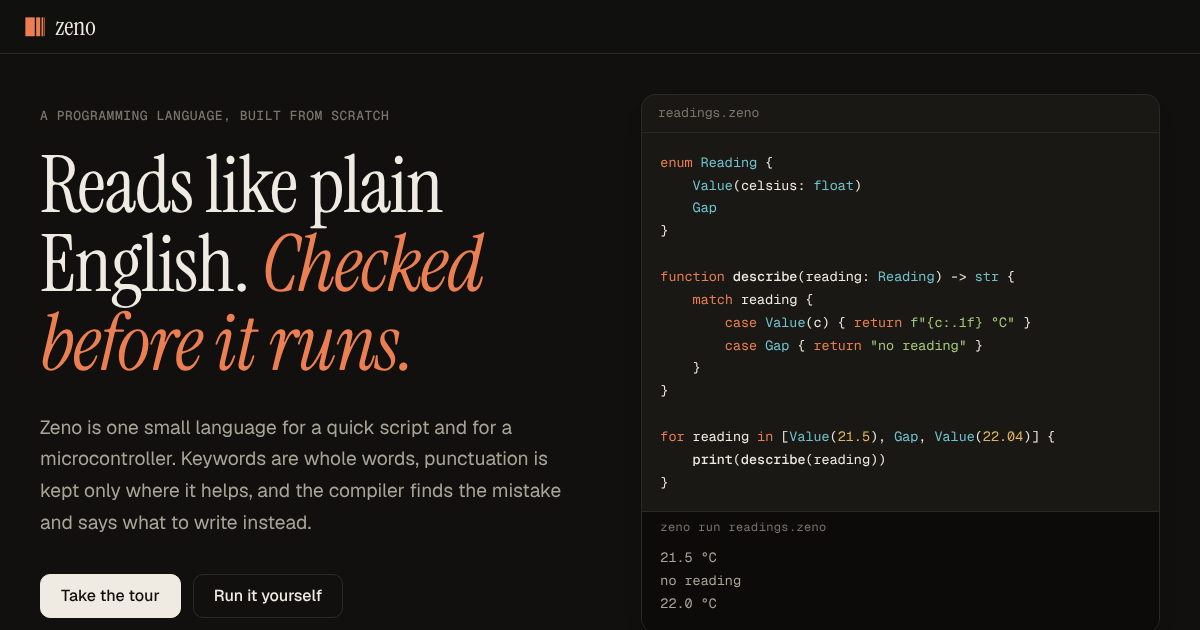 zeno
A PROGRAMMING LANGUAGE, BUILT FROM SCRATCH
Reads like plain
English. Checked
before it runs.
Zeno is one small language for a quick script and for a
microcontroller. Keywords are whole words, punctuation is
kept only where it helps, and the compiler finds the mistake
and says what to write instead.
Take the tour
Run it yourself
readings.zeno
enum Reading {
    Value(celsius: float)
    Gap
}
function describe(reading: Reading) -> str {
    match reading {
        case Value(c) { return f"{c:.1f} °C" }
        case Gap { return "no reading" }
    }
}
for reading in [Value(21.5), Gap, Value(22.04)] {
    print(describe(reading))
}
zeno run readings.zeno
21.5 °C
no reading
22.0 °C